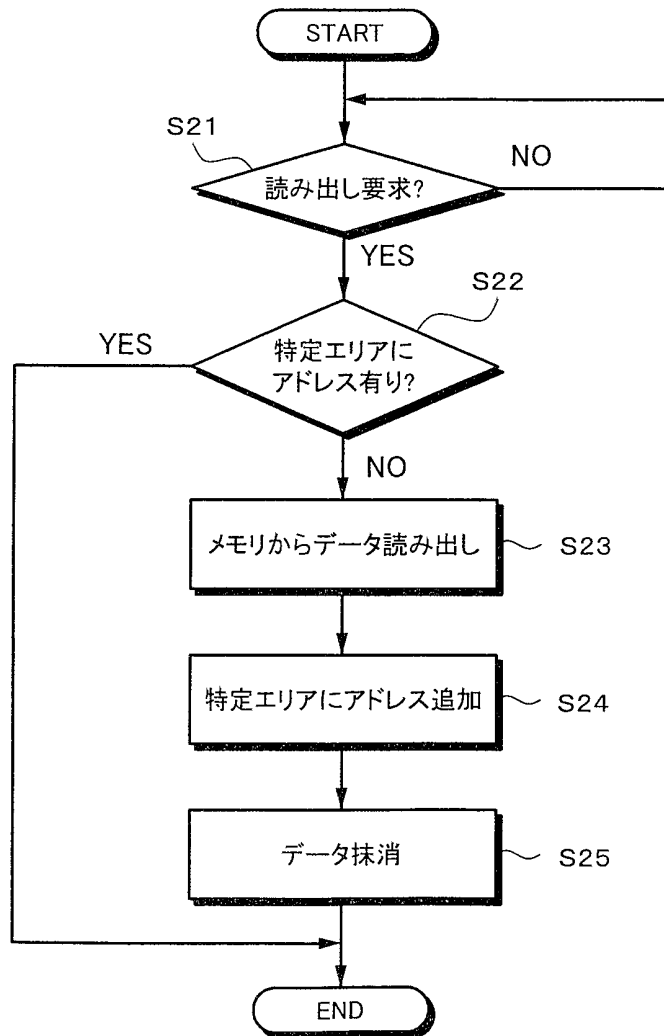 START
S21
読み出し要求?
NO
YES
S22
YES
特定エリアに
アドレス有り?
NO
メモリからデータ読み出し
S23
特定エリアにアドレス追加
S24
データ抹消
S25
END